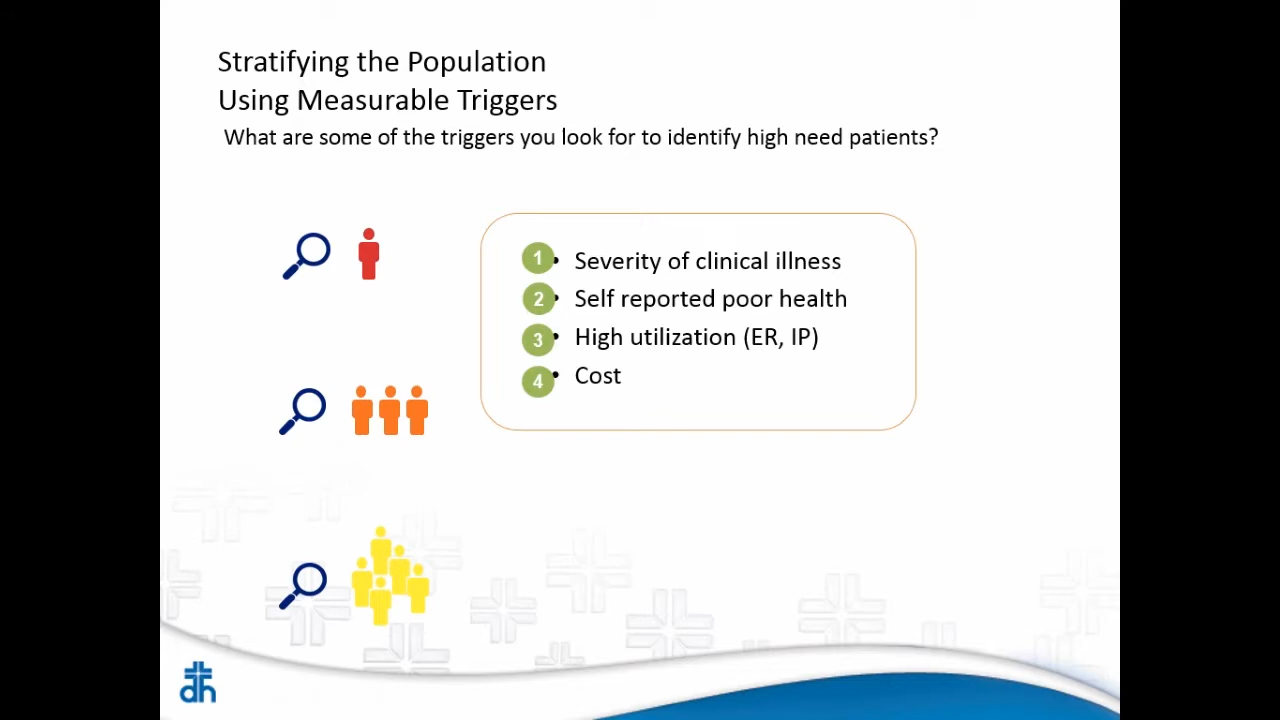 Stratifying the Population
Using Measurable Triggers
What are some of the triggers you look for to identify high need patients?
1 • Severity of clinical illness
2 • Self reported poor health
3 • High utilization (ER, IP)
4 • Cost
dh